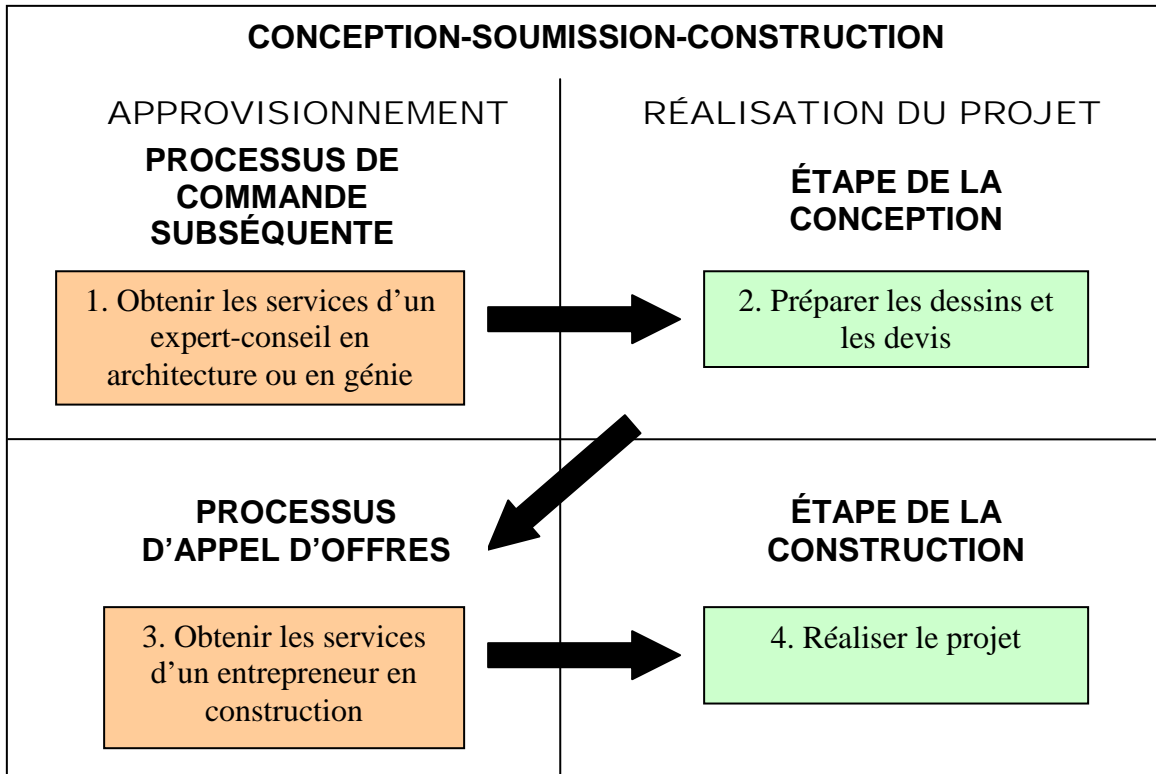 CONCEPTION-SOUMISSION-CONSTRUCTION
APPROVISIONNEMENT
PROCESSUS DE
COMMANDE
SUBSÉQUENTE
1. Obtenir les services d’un
expert-conseil en
architecture ou en génie
RÉALISATION DU PROJET
ÉTAPE DE LA
CONCEPTION
2. Préparer les dessins et
les devis
PROCESSUS
D’APPEL D’OFFRES
3. Obtenir les services
d’un entrepreneur en
construction
ÉTAPE DE LA
CONSTRUCTION
4. Réaliser le projet